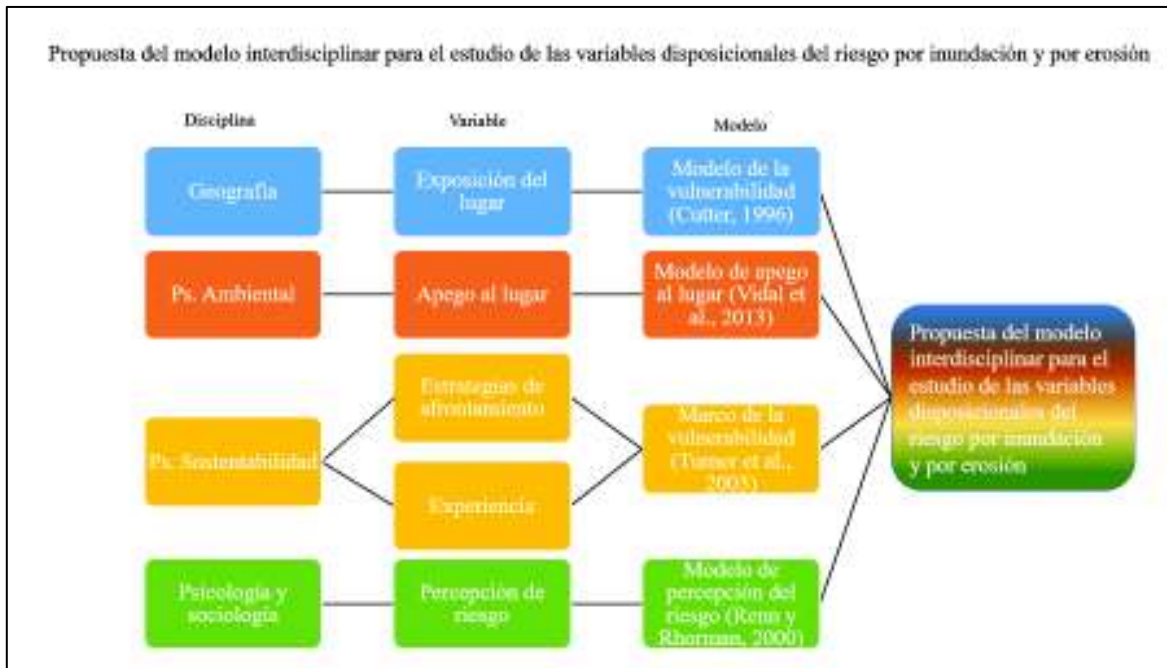 Propuesta del modelo interdisciplinar para el estudio de las variables disposicionales del riesgo por inundación y por erosión
Disciplina
Variable
Modelo
Geografía
Exposición del
lugar
Modelo de la
vulnerabilidad
(Cutter, 1996)
Ps. Ambiental
Apego al lugar
Modelo de apego
al lugar (Vidal et
al., 2013)
Ps. Sostentabilidad
Estrategias de
afrontamiento
Experiencia
Marco de la
vulnerabilidad
(Turner et al.,
2003)
Psicología y
sociología
Percepción de
riesgo
Modelo de
percepción del
riesgo (Renn y
Rhorman, 2000)
Propuesta del modelo
interdisciplinar para el
estudio de las variables
disposicionales del
riesgo por inundación
y por erosión